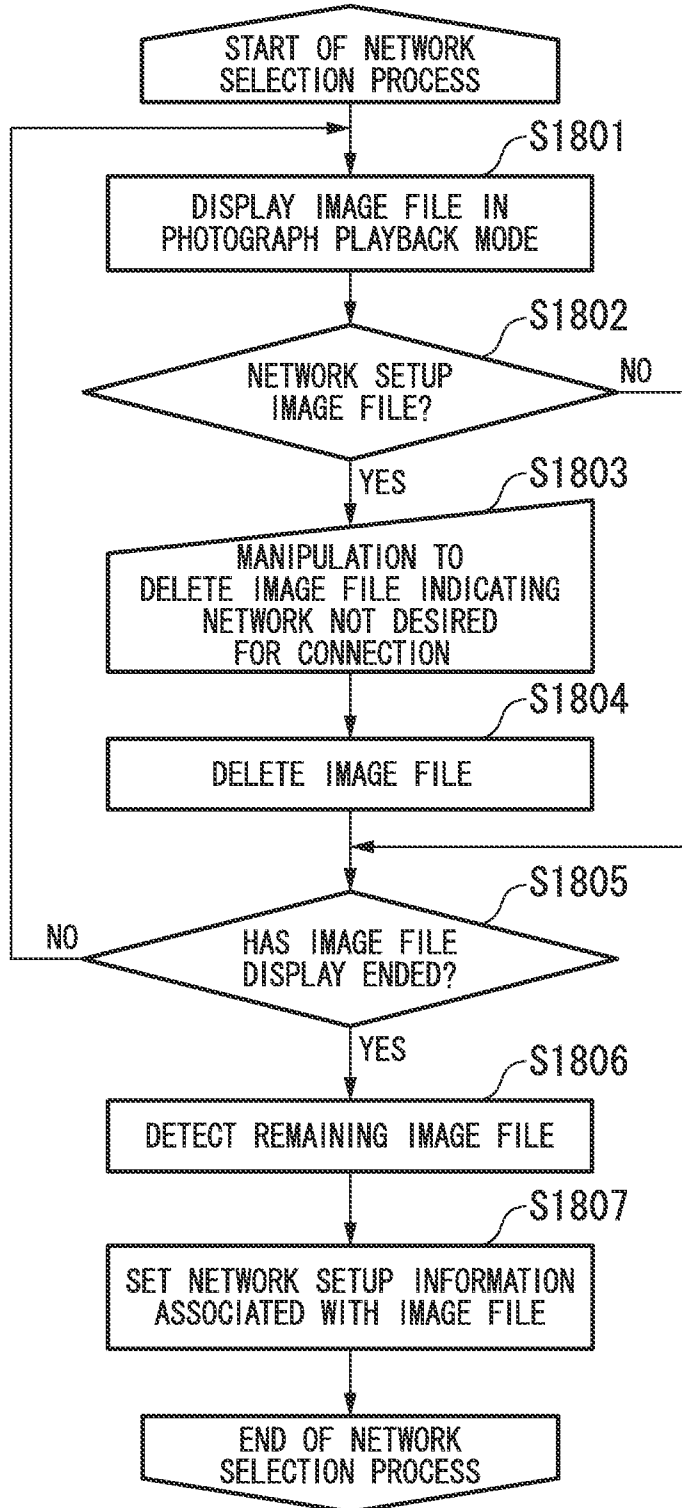 START OF NETWORK
SELECTION PROCESS
S1801
DISPLAY IMAGE FILE IN
PHOTOGRAPH PLAYBACK MODE
S1802
NETWORK SETUP
IMAGE FILE?
NO
YES
S1803
MANIPULATION TO
DELETE IMAGE FILE INDICATING
NETWORK NOT DESIRED
FOR CONNECTION
S1804
DELETE IMAGE FILE
S1805
NO
HAS IMAGE FILE
DISPLAY ENDED?
YES
S1806
DETECT REMAINING IMAGE FILE
S1807
SET NETWORK SETUP INFORMATION
ASSOCIATED WITH IMAGE FILE
END OF NETWORK
SELECTION PROCESS